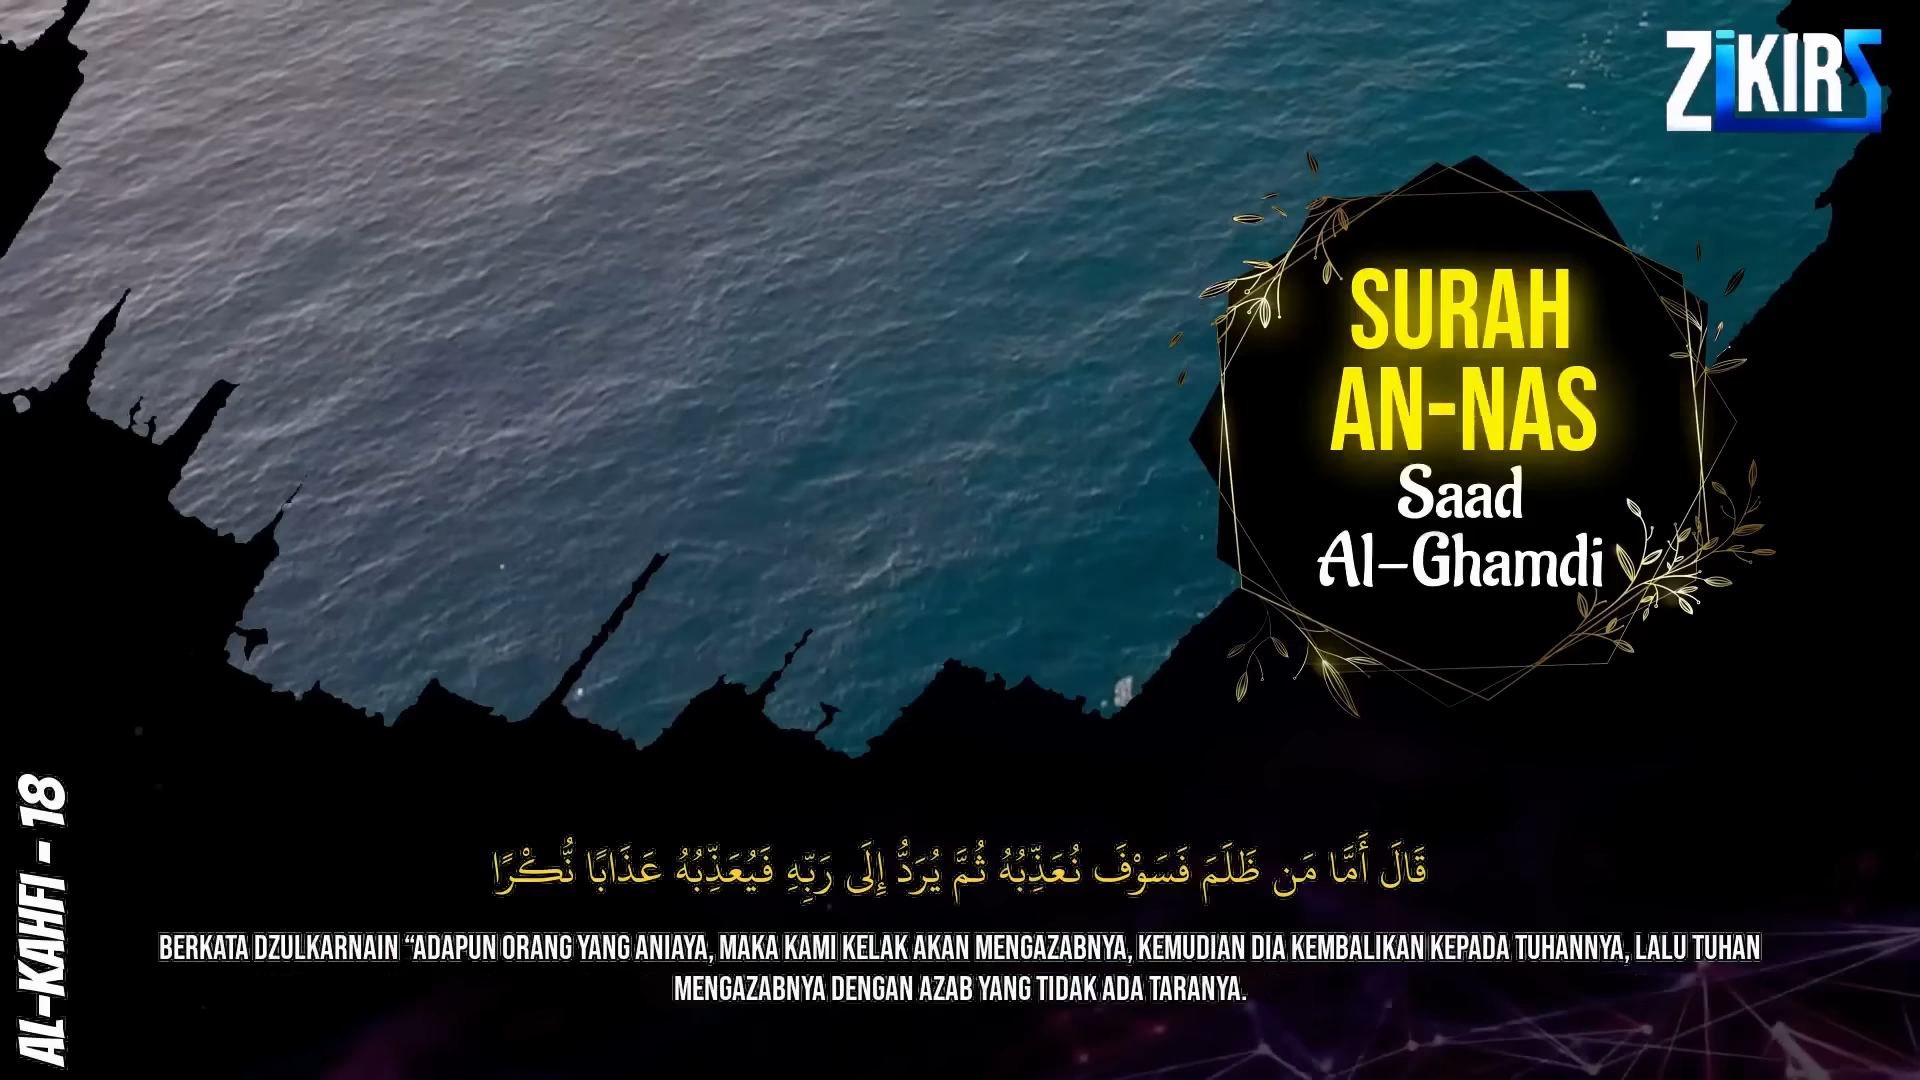 ZiKIRS
SURAH
AN-NAS
Saad
Al-Ghamdi
AL-KAHFI - 18
قَالَ أَمَّا مَن ظَلَمَ فَسَوْفَ نُعَذِّبُهُ ثُمَّ يُرَدُّ إِلَى رَبِّهِ فَيُعَذِّبُهُ عَذَابًا نُّكْرًا
BERKATA DZULKARNAIN “ADAPUN ORANG YANG ANIAYA, MAKA KAMI KELAK AKAN MENGAZABNYA, KEMUDIAN DIA KEMBALIKAN KEPADA TUHANNYA, LALU TUHAN
MENGAZABNYA DENGAN AZAB YANG TIDAK ADA TARANYA.